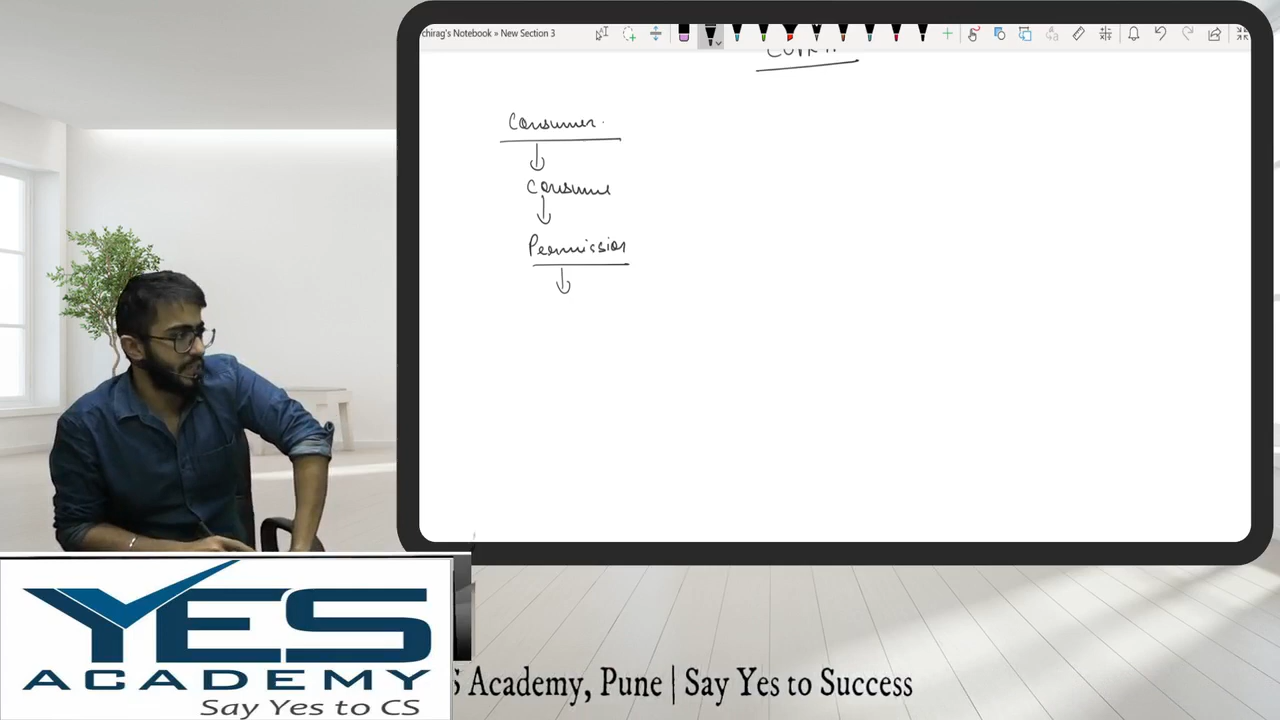 chirag's Notebook » New Section 3
Consumer.
Consume
Permission
YES
ACADEMY
Say Yes to CS
S Academy, Pune | Say Yes to Success